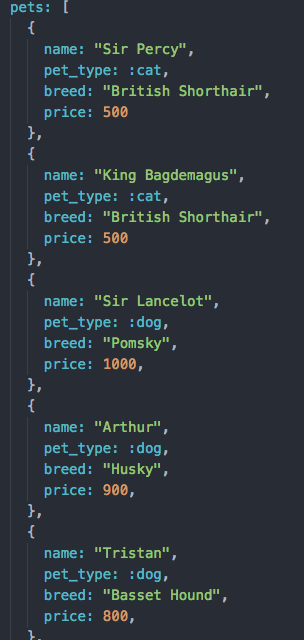 pets: [
{
name: "Sir Percy",
pet_type: :cat,
breed: "British Shorthair",
price: 500
},
{
name: "King Bagdemagus",
pet_type: :cat,
breed: "British Shorthair",
price: 500
},
{
name: "Sir Lancelot",
pet_type: :dog,
breed: "Pomsky",
price: 1000,
},
{
name: "Arthur",
pet_type: :dog,
breed: "Husky",
price: 900,
},
{
name: "Tristan",
pet_type: :dog,
breed: "Basset Hound",
price: 800,
},